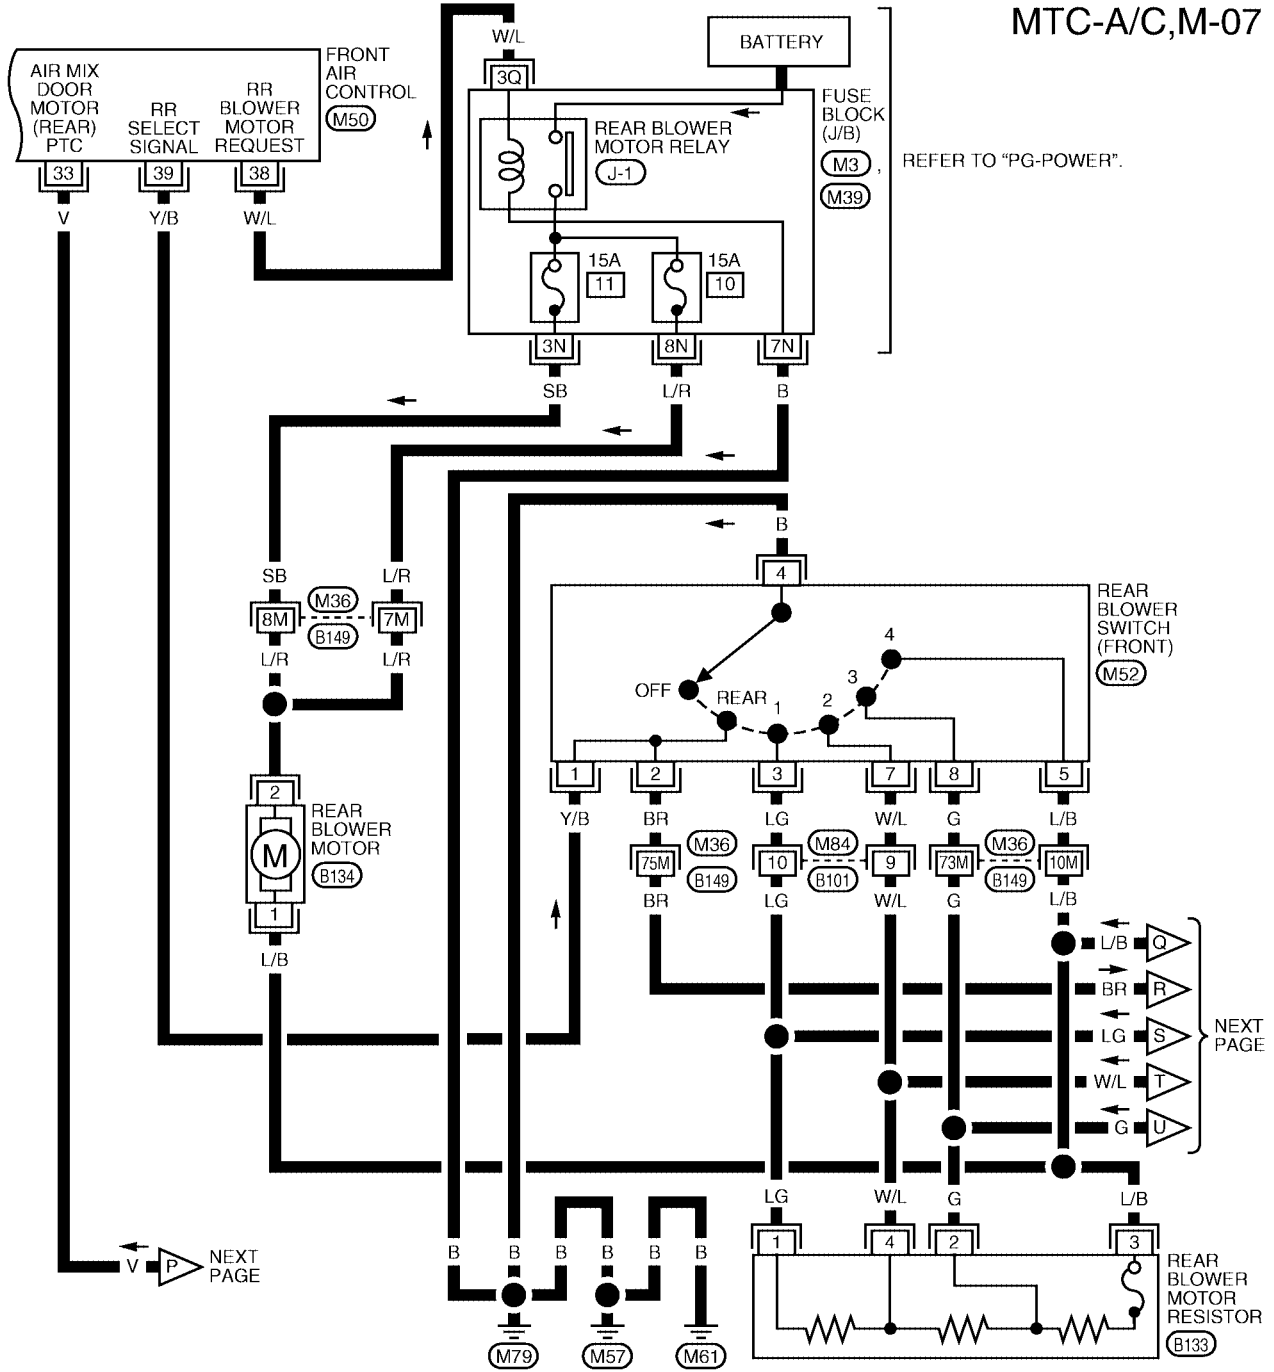 MTC-A/C,M-07
W/L
BATTERY
3Q
FRONT
AIR
CONTROL
M50
AIR MIX
DOOR
MOTOR
(REAR)
PTC
RR
SELECT
SIGNAL
RR
BLOWER
MOTOR
REQUEST
33
39
38
V
Y/B
W/L
REAR BLOWER
MOTOR RELAY
J-1
FUSE
BLOCK
(J/B)
M3 ,
M39
REFER TO “PG-POWER”.
15A
11
15A
10
3N
8N
7N
SB
L/R
B
B
4
SB
L/R
8M
M36
B149
7M
L/R
L/R
REAR
BLOWER
SWITCH
(FRONT)
M52
OFF
REAR
1
2
3
4
1
2
3
7
8
5
Y/B
BR
LG
W/L
G
L/B
2
REAR
BLOWER
MOTOR
B134
M
1
L/B
75M
M36
B149
10
M84
B101
9
73M
M36
B149
10M
BR
LG
W/L
G
L/B
L/B
Q
BR
R
LG
S
W/L
T
G
U
NEXT
PAGE
LG
W/L
G
L/B
1
4
2
3
V
P
NEXT
PAGE
B
B
B
B
B
B
REAR
BLOWER
MOTOR
RESISTOR
B133
M79
M57
M61